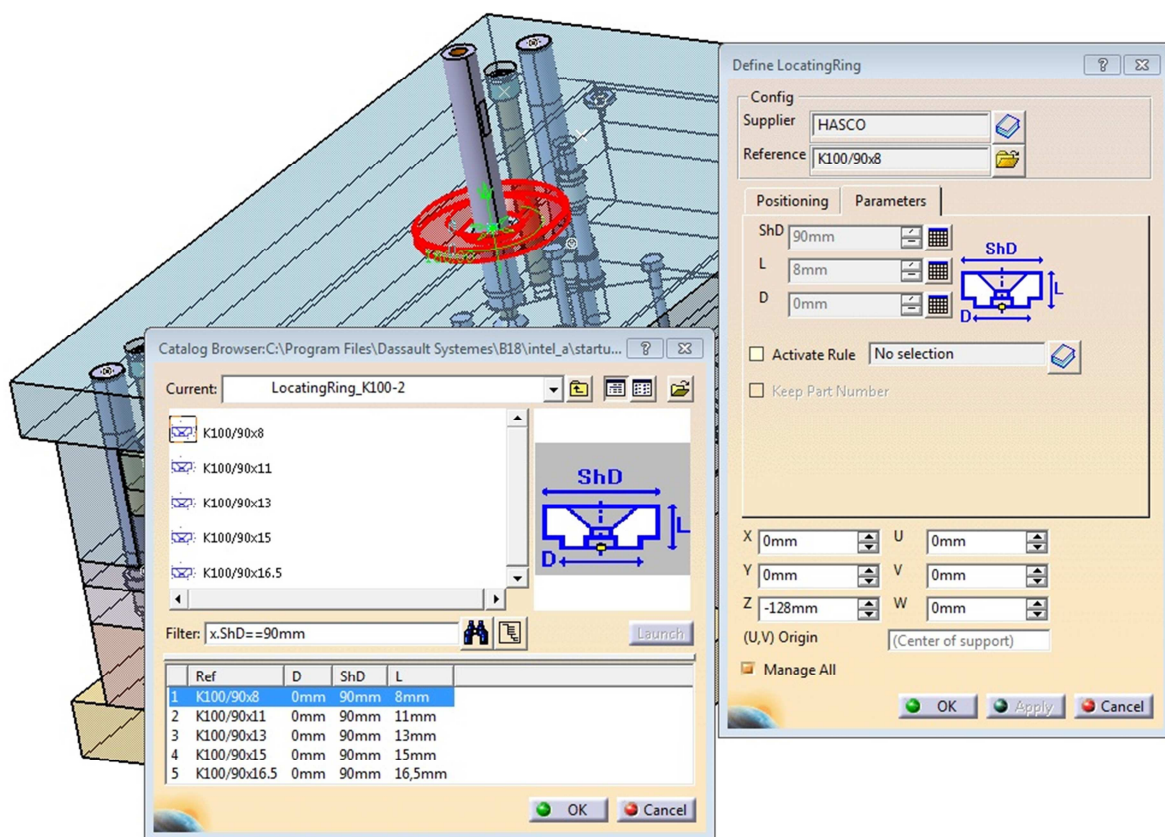 Define LocatingRing
Config
Supplier HASCO
Reference K100/90x8
Positioning Parameters
ShD 90mm
L 8mm
D 0mm
ShD
L
D
Activate Rule No selection
Keep Part Number
X 0mm U 0mm
Y 0mm V 0mm
Z -128mm W 0mm
(U,V) Origin (Center of support)
Manage All
OK Apply Cancel
Catalog Browser:C:\Program Files\Dassault Systemes\B18\intel_a\startu...
Current: LocatingRing_K100-2
K100/90x8
K100/90x11
K100/90x13
K100/90x15
K100/90x16.5
ShD
L
D
Filter: x.ShD==90mm Launch
Ref D ShD L
1 K100/90x8 0mm 90mm 8mm
2 K100/90x11 0mm 90mm 11mm
3 K100/90x13 0mm 90mm 13mm
4 K100/90x15 0mm 90mm 15mm
5 K100/90x16.5 0mm 90mm 16,5mm
OK Cancel